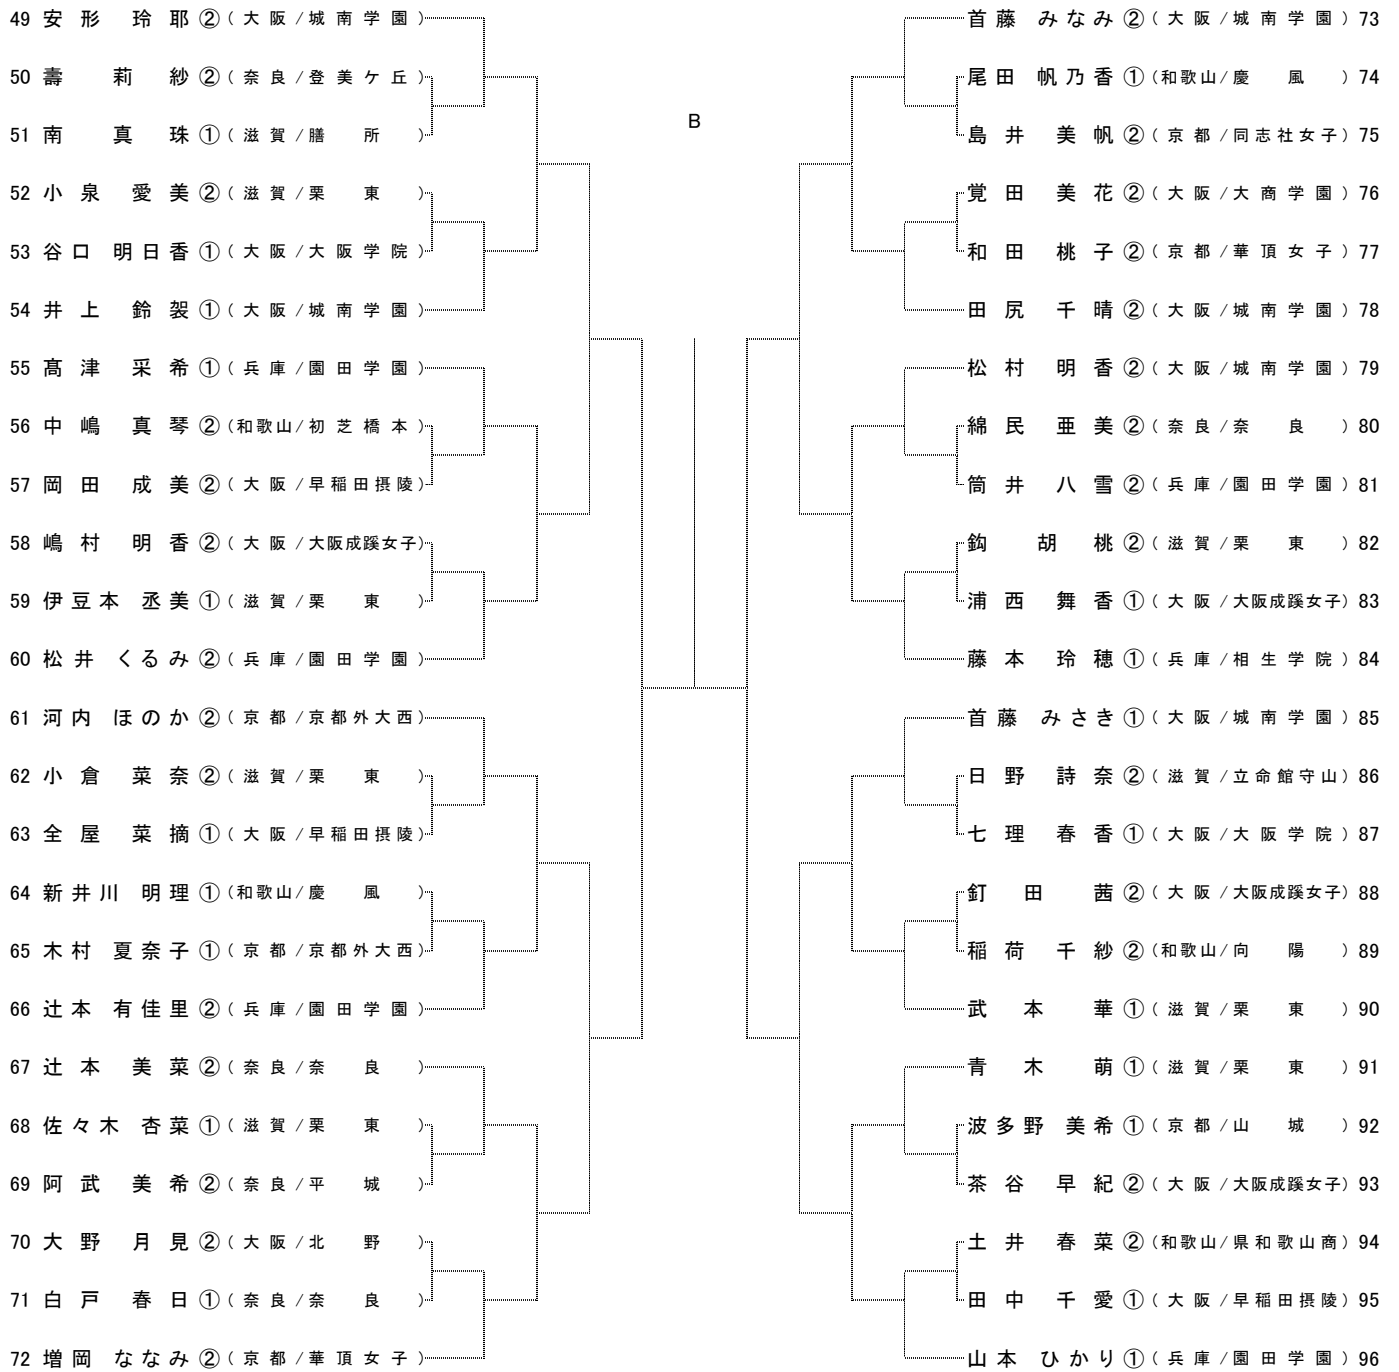 49 安形 玲耶 ② (大阪/城南学園)
50 壽 莉紗 ② (奈良/登美ケ丘)
51 南 真珠 ① (滋賀/膳所)
52 小泉 愛美 ② (滋賀/栗東)
53 谷口 明日香 ① (大阪/大阪学院)
54 井上 鈴袈 ① (大阪/城南学園)
55 髙津 采希 ① (兵庫/園田学園)
56 中嶋 真琴 ② (和歌山/初芝橋本)
57 岡田 成美 ② (大阪/早稲田摂陵)
58 嶋村 明香 ② (大阪/大阪成蹊女子)
59 伊豆本 丞美 ① (滋賀/栗東)
60 松井 くるみ ② (兵庫/園田学園)
61 河内 ほのか ② (京都/京都外大西)
62 小倉 菜奈 ② (滋賀/栗東)
63 全屋 菜摘 ① (大阪/早稲田摂陵)
64 新井川 明理 ① (和歌山/慶風)
65 木村 夏奈子 ① (京都/京都外大西)
66 辻本 有佳里 ② (兵庫/園田学園)
67 辻本 美菜 ② (奈良/奈良)
68 佐々木 杏菜 ① (滋賀/栗東)
69 阿武 美希 ② (奈良/平城)
70 大野 月見 ② (大阪/北野)
71 白戸 春日 ① (奈良/奈良)
72 増岡 ななみ ② (京都/華頂女子)
B
首藤 みなみ ② (大阪/城南学園) 73
尾田 帆乃香 ① (和歌山/慶風) 74
島井 美帆 ② (京都/同志社女子) 75
覚田 美花 ② (大阪/大商学園) 76
和田 桃子 ② (京都/華頂女子) 77
田尻 千晴 ② (大阪/城南学園) 78
松村 明香 ② (大阪/城南学園) 79
綿民 亜美 ② (奈良/奈良) 80
筒井 八雪 ② (兵庫/園田学園) 81
鈎 胡桃 ② (滋賀/栗東) 82
浦西 舞香 ① (大阪/大阪成蹊女子) 83
藤本 玲穂 ① (兵庫/相生学院) 84
首藤 みさき ① (大阪/城南学園) 85
日野 詩奈 ② (滋賀/立命館守山) 86
七理 春香 ① (大阪/大阪学院) 87
釘田 茜 ② (大阪/大阪成蹊女子) 88
稲荷 千紗 ② (和歌山/向陽) 89
武本 華 ① (滋賀/栗東) 90
青木 萌 ① (滋賀/栗東) 91
波多野 美希 ① (京都/山城) 92
茶谷 早紀 ② (大阪/大阪成蹊女子) 93
土井 春菜 ② (和歌山/県和歌山商) 94
田中 千愛 ① (大阪/早稲田摂陵) 95
山本 ひかり ① (兵庫/園田学園) 96